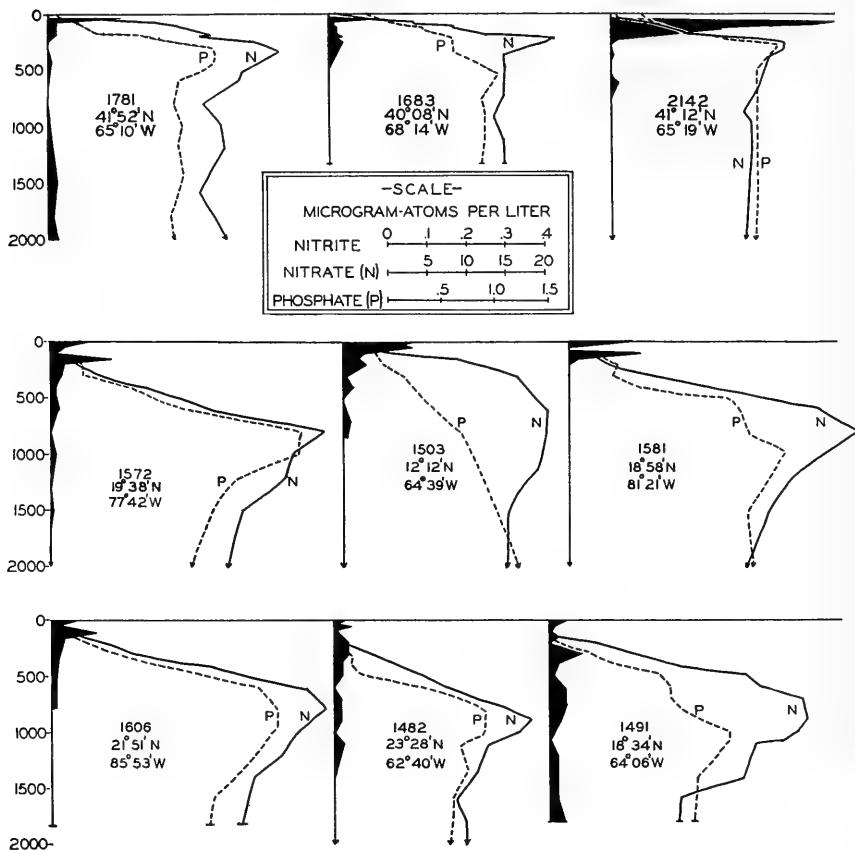 0
500
1000
1500
2000
P
N
1781
41°52'N
65°10'W
P
N
1683
40°08'N
68°14'W
2142
41°12'N
65°19'W
N
P
-SCALE-
MICROGRAM-ATOMS PER LITER
NITRITE 0 .1 .2 .3 .4
NITRATE (N) 5 10 15 20
PHOSPHATE (P) .5 1.0 1.5
0
500
1000
1500
2000
1572
19°38'N
77°42'W
P
N
P
N
1503
12°12'N
64°39'W
P
N
1581
18°58'N
81°21'W
0
500
1000
1500
2000
P
N
1606
21°51'N
85°53'W
P
N
1482
23°28'N
62°40'W
P
N
1491
18°34'N
64°06'W